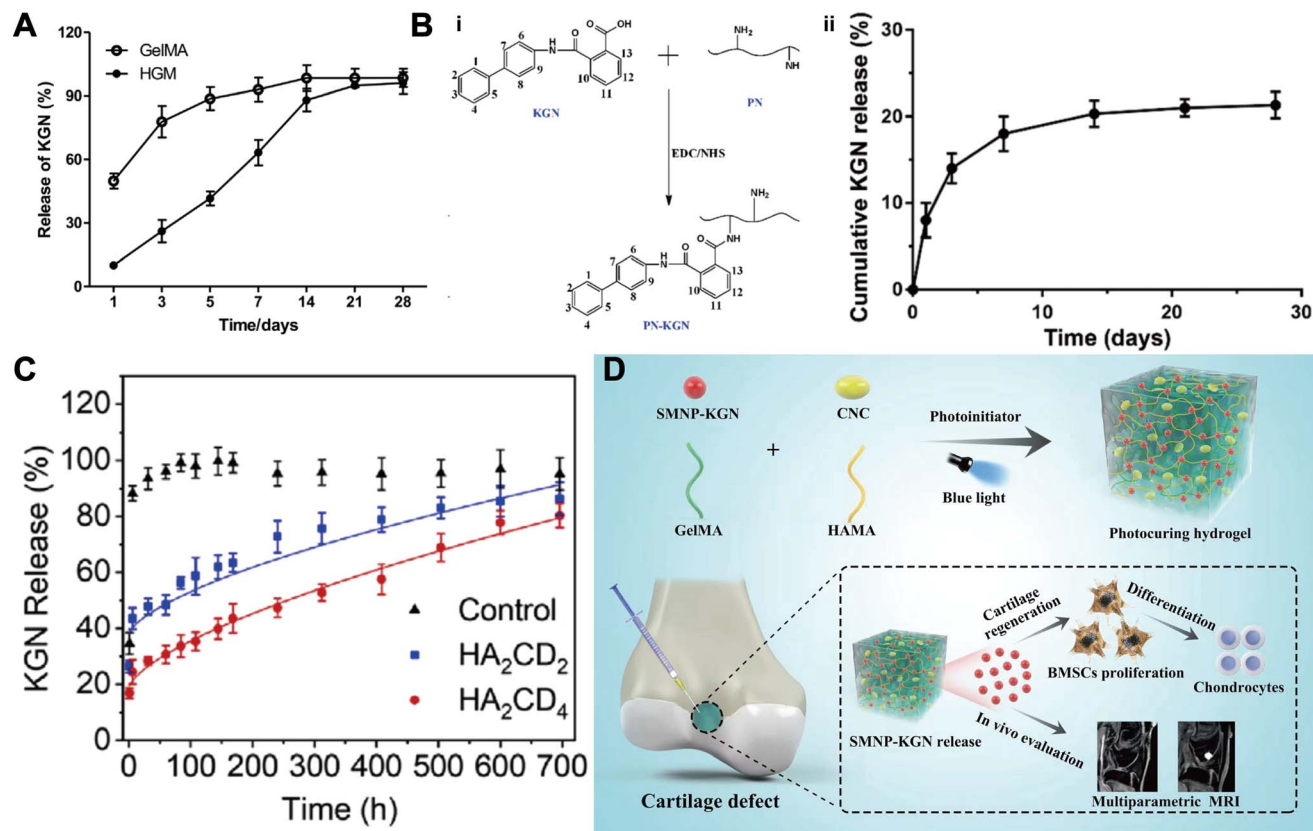 A
GelMA
HGM
Release of KGN (%)
120
90
60
30
0
1 3 5 7 14 21 28
Time/days
B
i
O
OH
H
N
O
6
7
13
1
2
12
9
10
8
3
5
11
4
KGN
+
NH2
NH
PN
EDC/NHS
NH2
O
NH
H
N
O
6
7
13
1
2
12
9
10
8
3
5
11
4
PN-KGN
ii
Cumulative KGN release (%)
30
20
10
0
0 10 20 30
Time (days)
C
KGN Release (%)
120
100
80
60
40
20
0
Control
HA2CD2
HA2CD4
0 100 200 300 400 500 600 700
Time (h)
D
SMNP-KGN
CNC
+
GelMA
HAMA
Photoinitiator
Blue light
Photocuring hydrogel
Cartilage defect
SMNP-KGN release
Cartilage
regeneration
BMSCs proliferation
Differentiation
Chondrocytes
In vivo evaluation
Multiparametric MRI